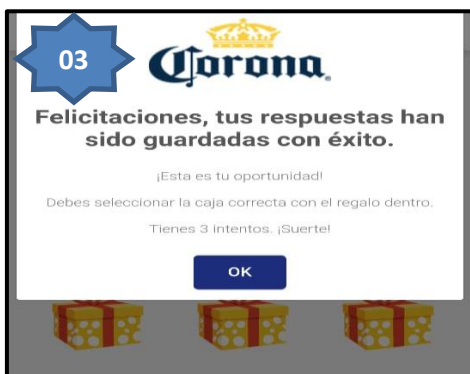 03
Corona
Felicitaciones, tus respuestas han
sido guardadas con éxito.
¡Esta es tu oportunidad!
Debes seleccionar la caja correcta con el regalo dentro.
Tienes 3 intentos. ¡Suerte!
OK